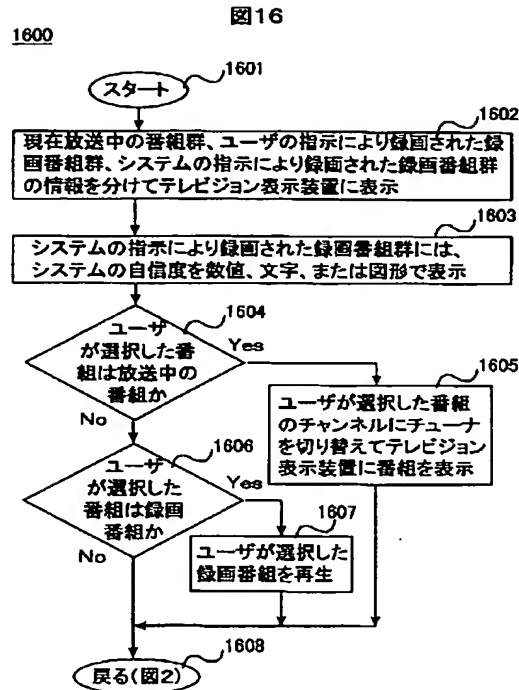 図16
1600
1601
スタート
1602
現在放送中の番組群、ユーザの指示により録画された録
画番組群、システムの指示により録画された録画番組群
の情報を分けてテレビジョン表示装置に表示
1603
システムの指示により録画された録画番組群には、
システムの自信度を数値、文字、または図形で表示
1604
ユーザ
が選択した番
組は放送中の
番組か
Yes
No
1605
ユーザが選択した番組
のチャンネルにチューナ
を切り替えてテレビジョン
表示装置に番組を表示
1606
ユーザ
が選択した
番組は録画
番組か
Yes
No
1607
ユーザが選択した
録画番組を再生
1608
戻る(図2)